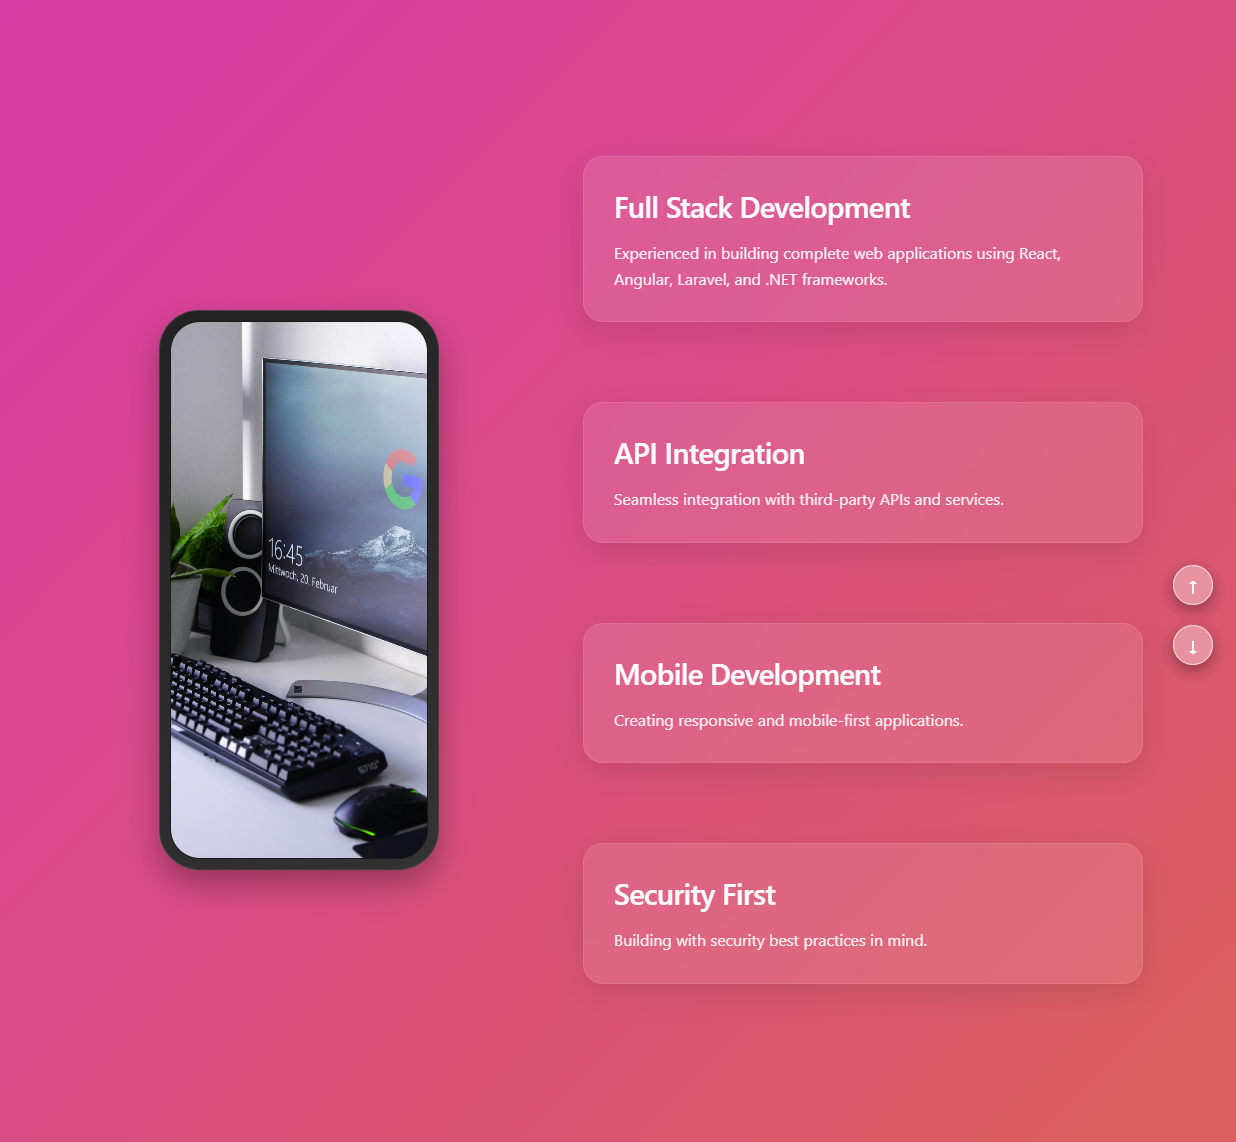 Full Stack Development
Experienced in building complete web applications using React,
Angular, Laravel, and .NET frameworks.
16:45
Mittwoch, 20. Februar
G710+
API Integration
Seamless integration with third-party APIs and services.
Mobile Development
Creating responsive and mobile-first applications.
Security First
Building with security best practices in mind.
↑
↓